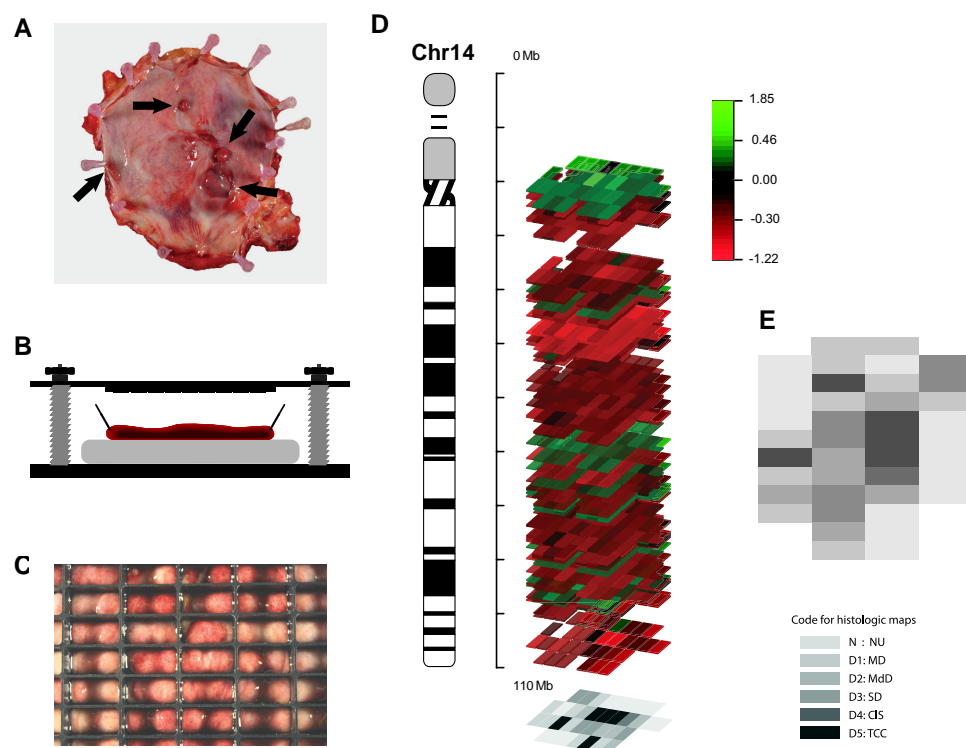 A
B
C
D
Chr14
0 Mb
110 Mb
1.85
0.46
0.00
-0.30
-1.22
E
Code for histologic maps
N : NU
D1: MD
D2: MdD
D3: SD
D4: CIS
D5: TCC